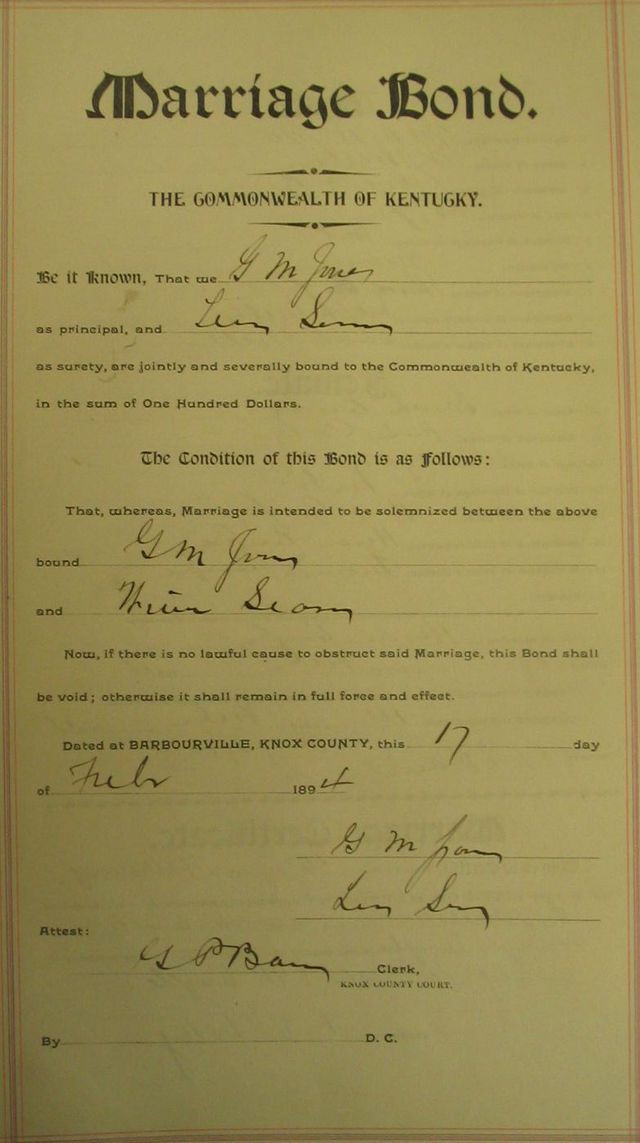 Marriage Bond.
THE COMMONWEALTH OF KENTUCKY.
Be it Known, That we G M Jones
as principal, and
as surety, are jointly and severally bound to the Commonwealth of Kentucky,
in the sum of One Hundred Dollars.
The Condition of this Bond is as Follows:
That, whereas, Marriage is intended to be solemnized between the above
bound G M Jones
and
Now, if there is no lawful cause to obstruct said Marriage, this Bond shall
be void; otherwise it shall remain in full force and effect.
Dated at BARBOURVILLE, KNOX COUNTY, this 17 day
of Febr 1894
G M Jones
Attest:
Clerk,
KNOX COUNTY COURT.
By D. C.